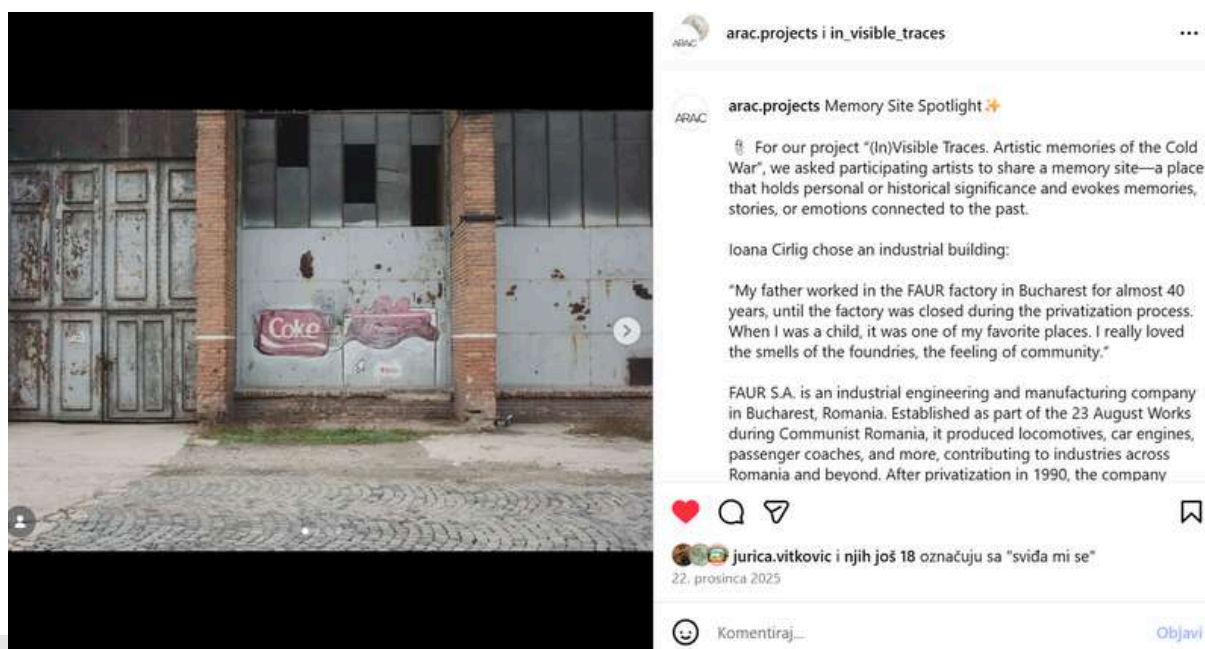 arac.projects i in_visible_traces
ARAC
arac.projects Memory Site Spotlight✨
ARAC
For our project "(In)Visible Traces. Artistic memories of the Cold
War", we asked participating artists to share a memory site—a place
that holds personal or historical significance and evokes memories,
stories, or emotions connected to the past.
Ioana Cirlig chose an industrial building:
"My father worked in the FAUR factory in Bucharest for almost 40
years, until the factory was closed during the privatization process.
When I was a child, it was one of my favorite places. I really loved
the smells of the foundries, the feeling of community."
FAUR S.A. is an industrial engineering and manufacturing company
in Bucharest, Romania. Established as part of the 23 August Works
during Communist Romania, it produced locomotives, car engines,
passenger coaches, and more, contributing to industries across
Romania and beyond. After privatization in 1990, the company
Coke
jurica.vitkovic i njih još 18 označuju sa "sviđa mi se"
22. prosinca 2025
Komentiraj...
Objavi